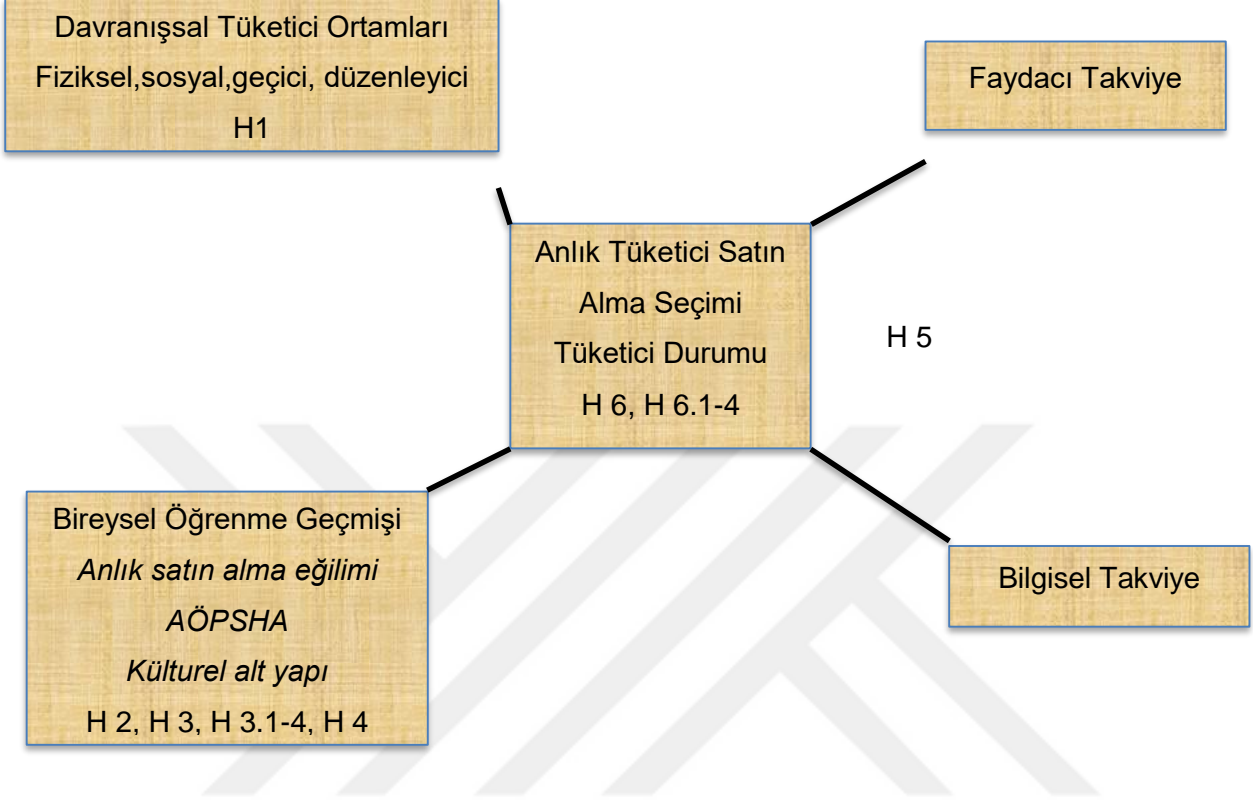 Davranışsal Tüketici Ortamları
Fiziksel,sosyal,geçici, düzenleyici
H1
Faydacı Takviye
Anlık Tüketici Satın
Alma Seçimi
Tüketici Durumu
H 6, H 6.1-4
H 5
Bireysel Öğrenme Geçmişi
Anlık satın alma eğilimi
AÖPSHA
Kültürel alt yapı
H 2, H 3, H 3.1-4, H 4
Bilgisel Takviye